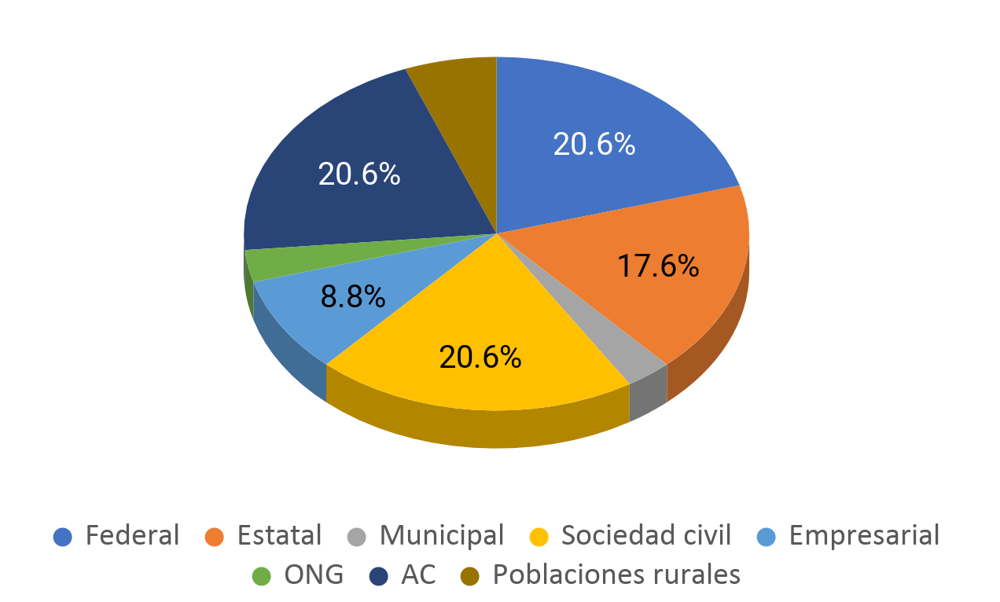 20.6%
20.6%
17.6%
8.8%
20.6%
Federal Estatal Municipal Sociedad civil Empresarial
ONG AC Poblaciones rurales